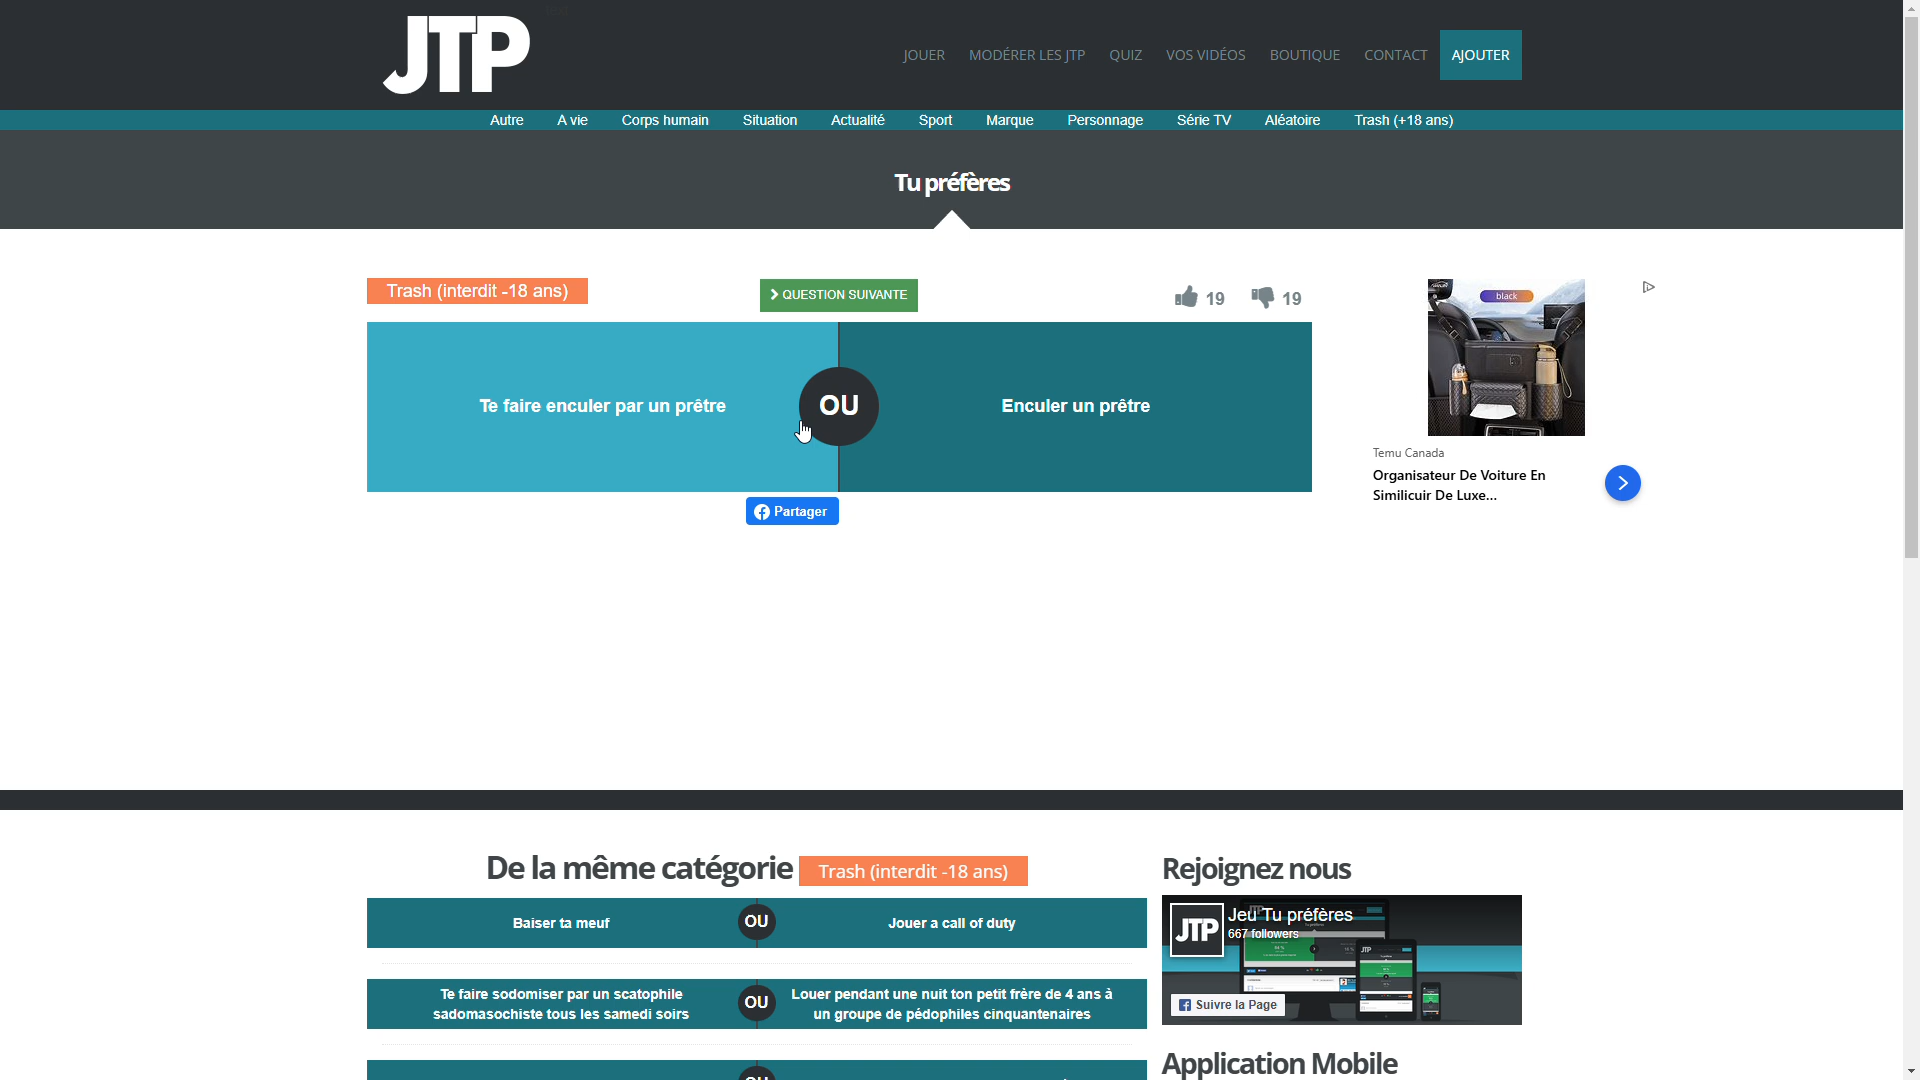 JTP
JOUER
MODÉRER LES JTP
QUIZ
VOS VIDÉOS
BOUTIQUE
CONTACT
AJOUTER
Autre
A vie
Corps humain
Situation
Actualité
Sport
Marque
Personnage
Série TV
Aléatoire
Trash (+18 ans)
Tu préfères
Trash (interdit -18 ans)
QUESTION SUIVANTE
19
19
Te faire enculer par un prêtre
OU
Enculer un prêtre
Partager
black
Temu Canada
Organisateur De Voiture En
Similicuir De Luxe...
De la même catégorie
Trash (interdit -18 ans)
Baiser ta meuf
OU
Jouer a call of duty
Te faire sodomiser par un scatophile
sadomasochiste tous les samedi soirs
OU
Louer pendant une nuit ton petit frère de 4 ans à
un groupe de pédophiles cinquantenaires
Rejoignez nous
JTP
Jeu Tu préfères
667 followers
Suivre la Page
Application Mobile